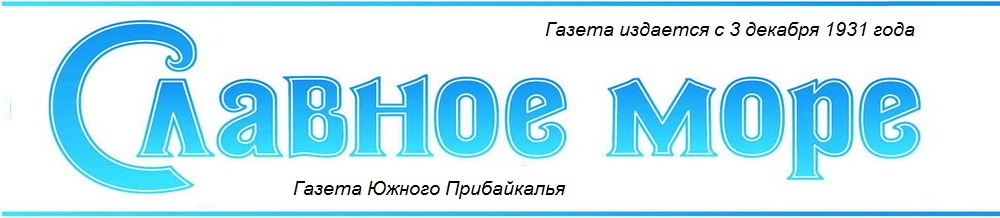 Газета издается с 3 декабря 1931 года
Славное море
Газета Южного Прибайкалья